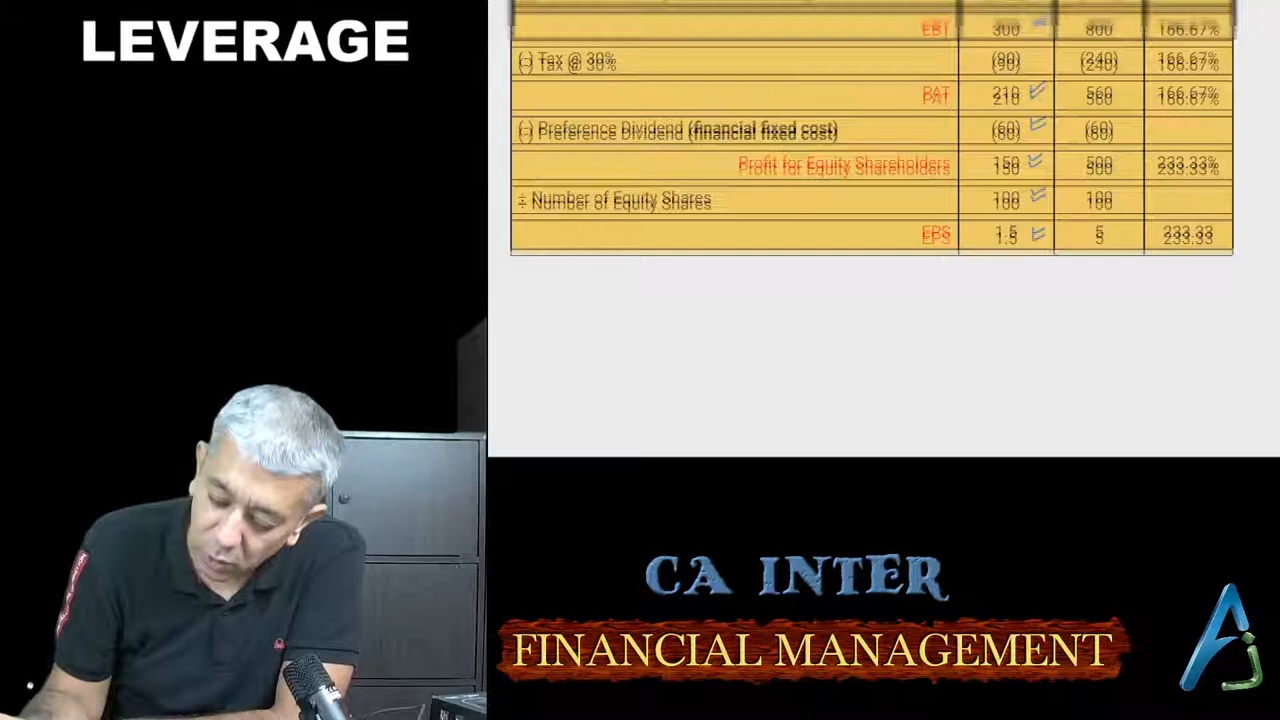 LEVERAGE
EBT 300 800 166.67%
(-) Tax @ 30% (90) (240) 166.67%
PAT 210 560 166.67%
(-) Preference Dividend (financial fixed cost) (60) (60)
Profit for Equity Shareholders 150 500 233.33%
÷ Number of Equity Shares 100 100
EPS 1.5 5 233.33
CA INTER
FINANCIAL MANAGEMENT